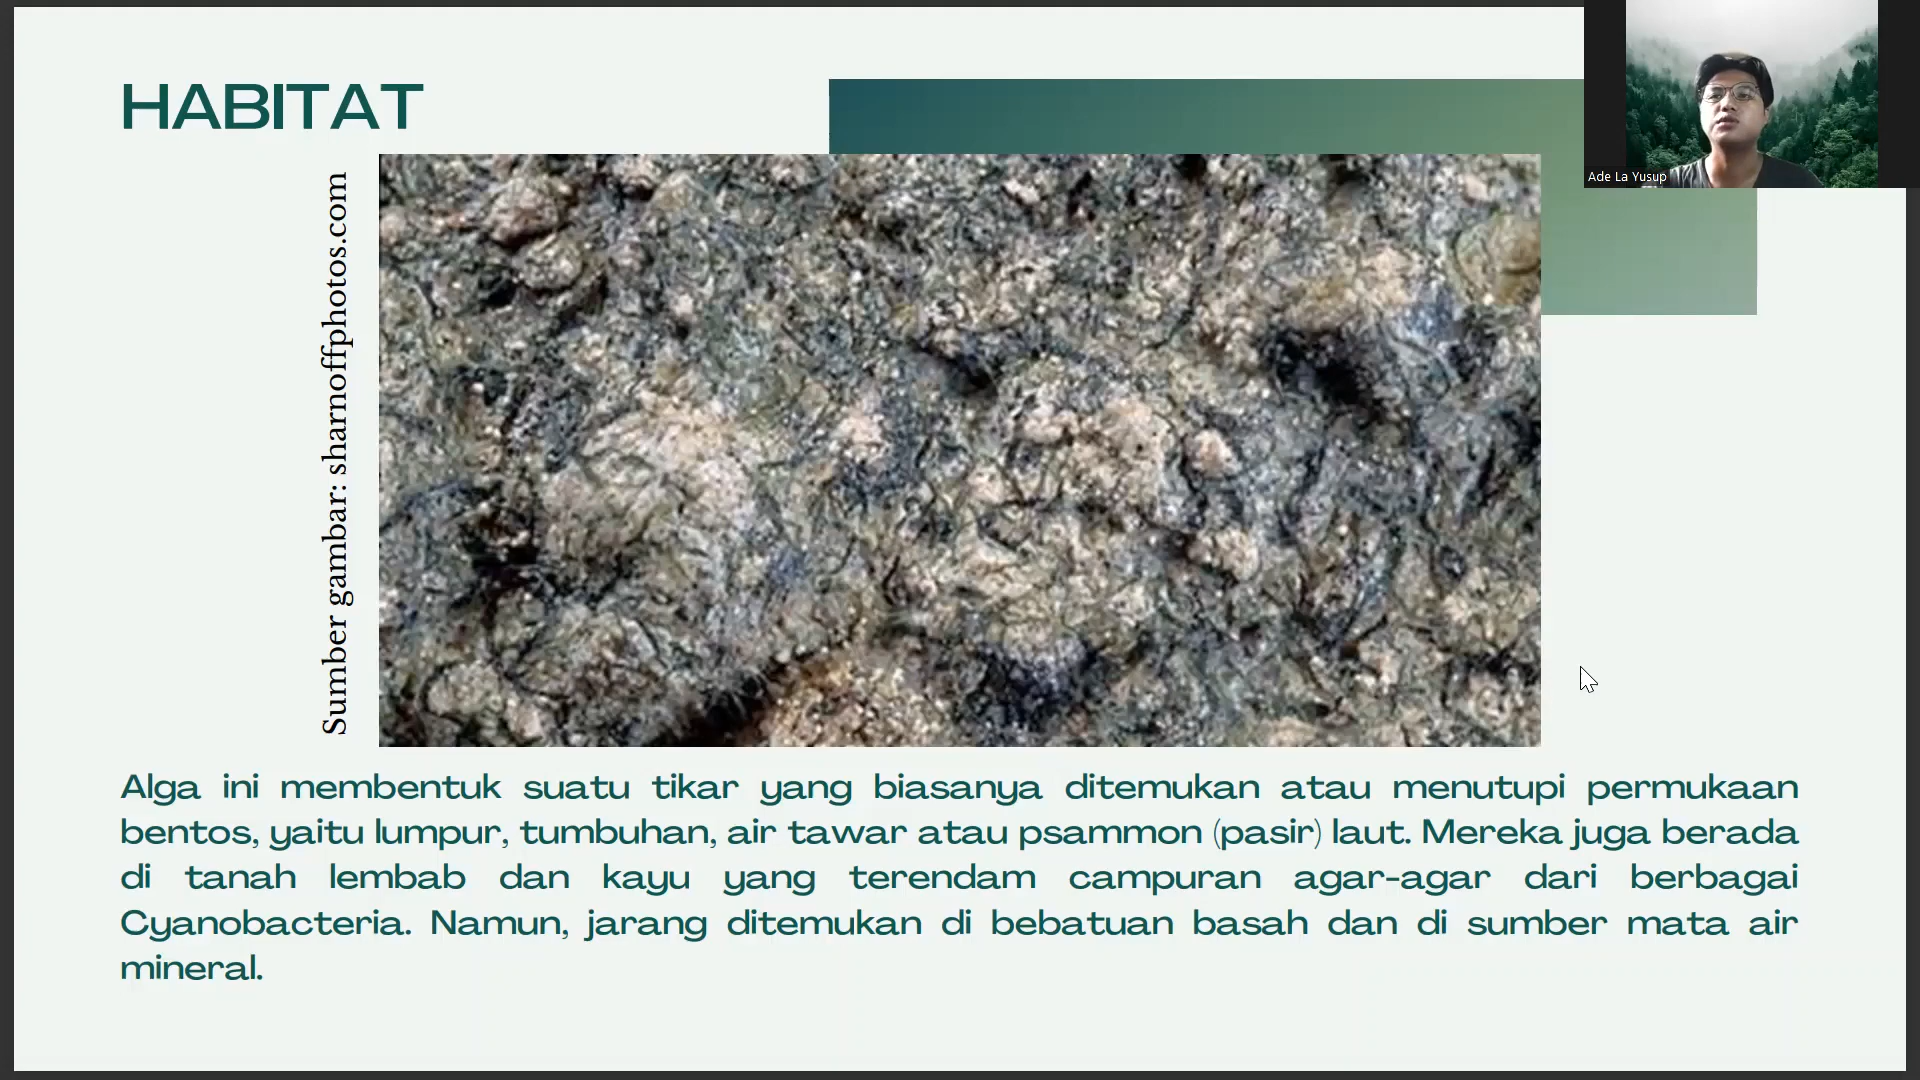 HABITAT
Ade La Yusup
Sumber gambar: sharnoffphotos.com
Alga ini membentuk suatu tikar yang biasanya ditemukan atau menutupi permukaan
bentos, yaitu lumpur, tumbuhan, air tawar atau psammon (pasir) laut. Mereka juga berada
di tanah lembab dan kayu yang terendam campuran agar-agar dari berbagai
Cyanobacteria. Namun, jarang ditemukan di bebatuan basah dan di sumber mata air
mineral.